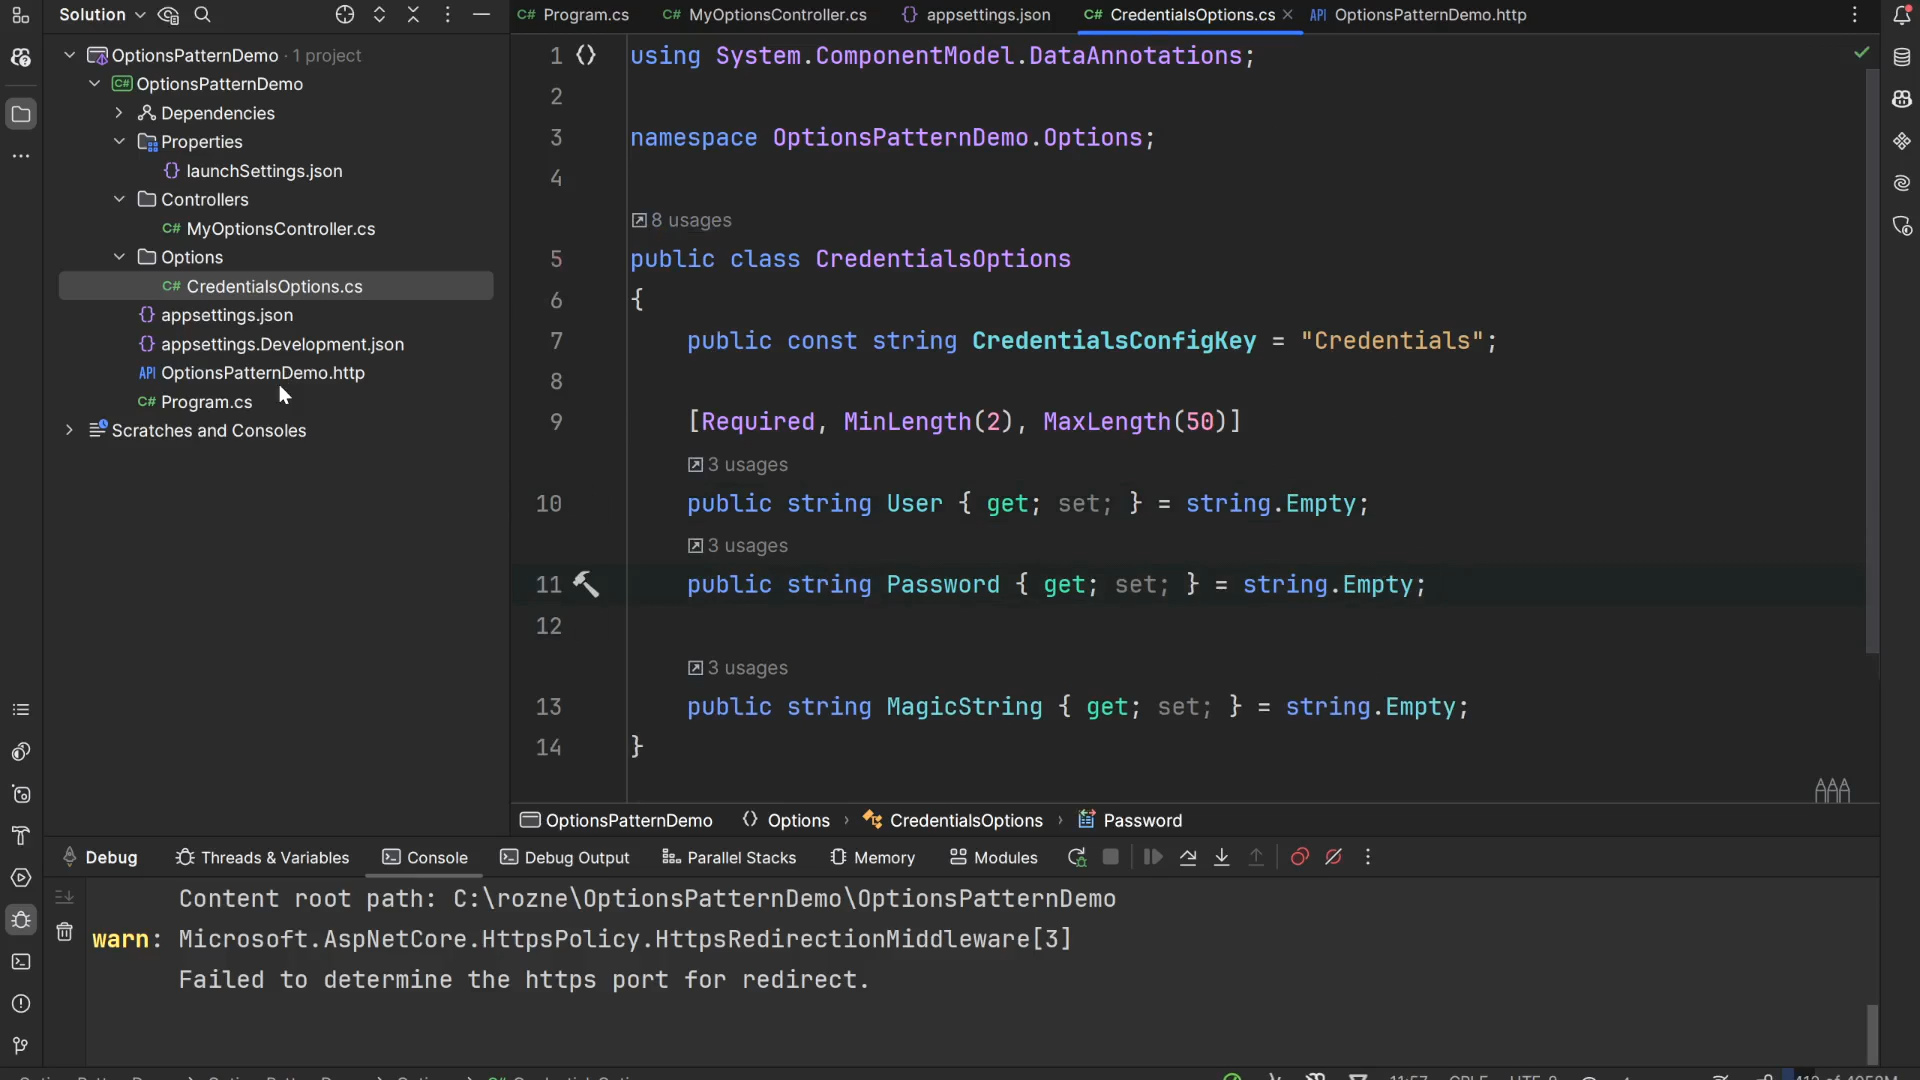 Solution
OptionsPatternDemo · 1 project
OptionsPatternDemo
Dependencies
Properties
launchSettings.json
Controllers
MyOptionsController.cs
Options
CredentialsOptions.cs
appsettings.json
appsettings.Development.json
OptionsPatternDemo.http
Program.cs
Scratches and Consoles
C# Program.cs C# MyOptionsController.cs {} appsettings.json C# CredentialsOptions.cs API OptionsPatternDemo.http
1 using System.ComponentModel.DataAnnotations;
2
3 namespace OptionsPatternDemo.Options;
4
8 usages
5 public class CredentialsOptions
6 {
7 public const string CredentialsConfigKey = "Credentials";
8
9 [Required, MinLength(2), MaxLength(50)]
3 usages
10 public string User { get; set; } = string.Empty;
3 usages
11 public string Password { get; set; } = string.Empty;
12
3 usages
13 public string MagicString { get; set; } = string.Empty;
14 }
OptionsPatternDemo Options › CredentialsOptions › Password
Debug Threads & Variables Console Debug Output Parallel Stacks Memory Modules
Content root path: C:\rozne\OptionsPatternDemo\OptionsPatternDemo
warn: Microsoft.AspNetCore.HttpsPolicy.HttpsRedirectionMiddleware[3]
Failed to determine the https port for redirect.